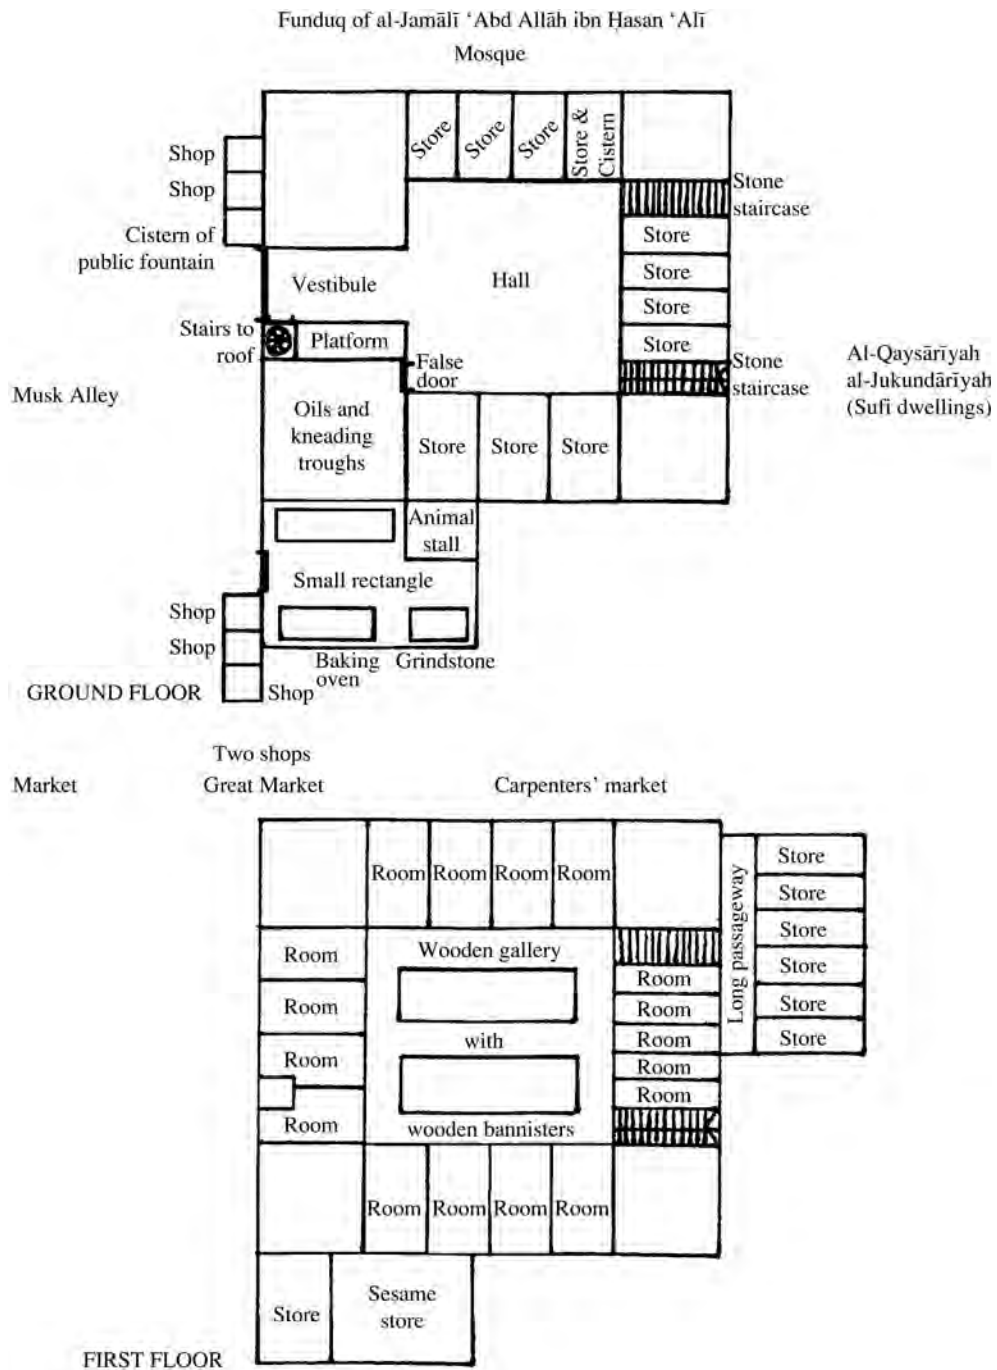 Funduq of al-Jamālī ‘Abd Allāh ibn Ḥasan ‘Alī
Mosque
Store
Store
Store
Store &
Cistern
Shop
Shop
Stone
staircase
Cistern of
public fountain
Store
Store
Store
Store
Vestibule
Hall
Stairs to
roof
Platform
False
door
Stone
staircase
Al-Qaysārīyah
al-Jukundārīyah
(Sufi dwellings)
Musk Alley
Oils and
kneading
troughs
Store
Store
Store
Animal
stall
Small rectangle
Shop
Shop
Baking
oven
Grindstone
GROUND FLOOR
Shop
Two shops
Market
Great Market
Carpenters’ market
Room
Room
Room
Room
Long passageway
Store
Store
Store
Store
Store
Store
Room
Room
Room
Room
Wooden gallery
with
wooden bannisters
Room
Room
Room
Room
Room
Room
Room
Room
Room
Store
Sesame
store
FIRST FLOOR